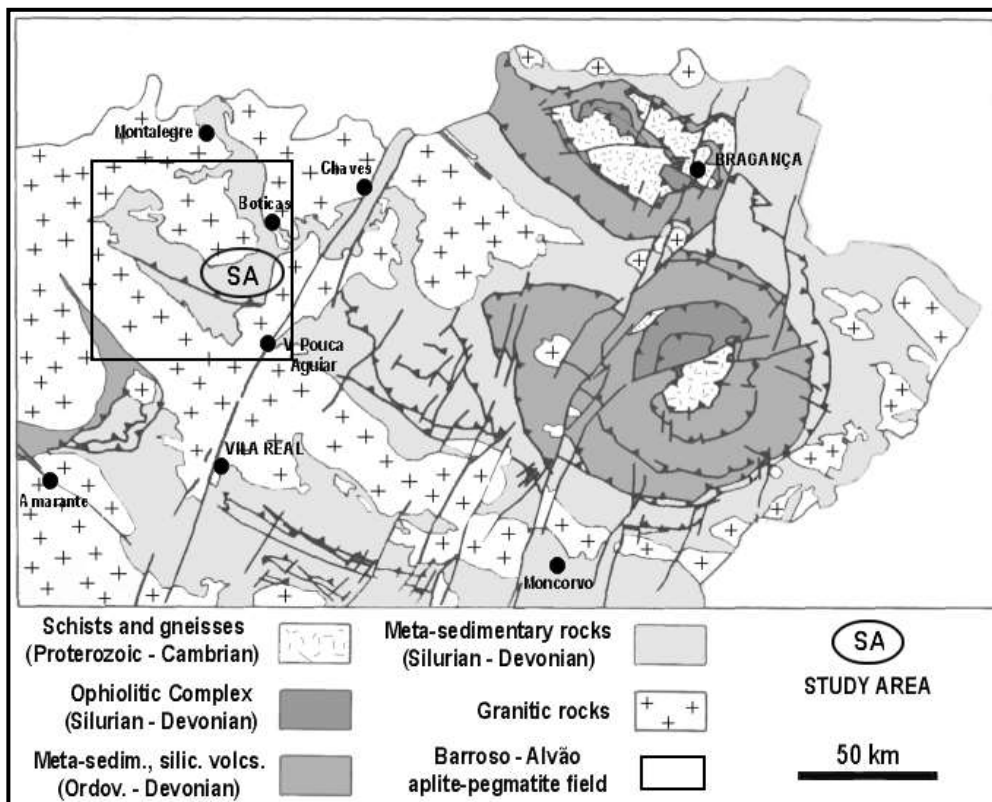 Montalegre
Chaves
BRAGANÇA
Boticas
SA
V. Pouca
Aguiar
VILA REAL
Amarante
Moncorvo
Schists and gneisses
(Proterozoic - Cambrian)
Ophiolitic Complex
(Silurian - Devonian)
Meta-sedim., silic. volcs.
(Ordov. - Devonian)
Meta-sedimentary rocks
(Silurian - Devonian)
Granitic rocks
Barroso - Alvão
aplite-pegmatite field
SA
STUDY AREA
50 km